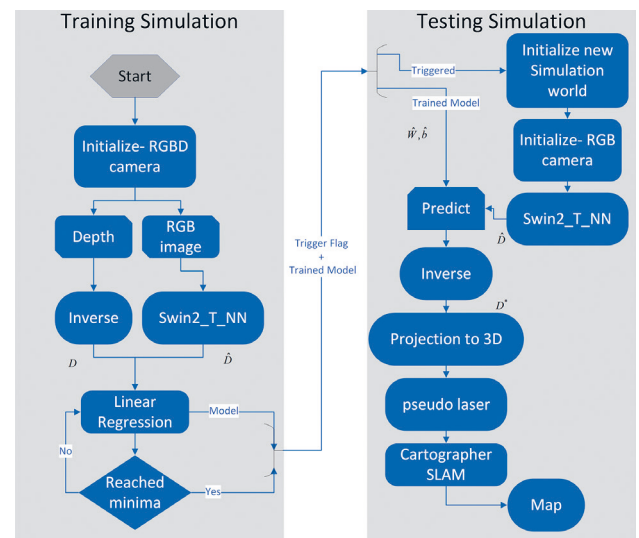 Training Simulation
Start
Initialize- RGBD
camera
Depth
RGB
image
Inverse
Swin2_T_NN
D
D̂
Linear
Regression
Model
No
Reached
minima
Yes
Trigger Flag
+
Trained Model
Testing Simulation
Triggered
Initialize new
Simulation
world
Trained Model
Ŵ, b̂
Initialize- RGB
camera
Predict
Swin2_T_NN
D̂
Inverse
D*
Projection to 3D
pseudo laser
Cartographer
SLAM
Map